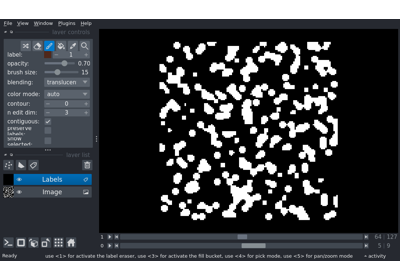 File View Window Plugins Help
layer controls
label: 1
opacity: 0.70
brush size: 15
blending: translucen
color mode: auto
contour: 0
n edit dim: 3
contiguous:
preserve labels:
show selected:
layer list
Labels
Image
1 64 127
0 5 9
Ready use <1> for activate the label eraser, use <3> for activate the fill bucket, use <4> for pick mode, use <5> for pan/zoom mode activity